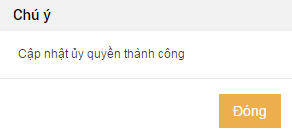 Chú ý
Cập nhật ủy quyền thành công
Đóng